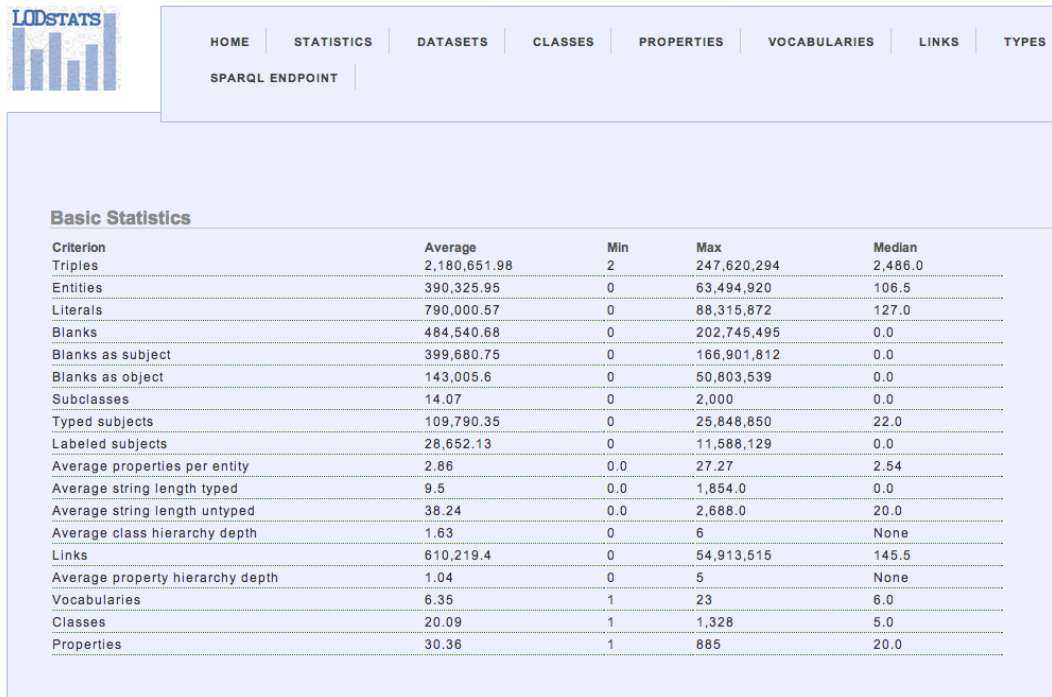 LODSTATS
HOME STATISTICS DATASETS CLASSES PROPERTIES VOCABULARIES LINKS TYPES
SPARQL ENDPOINT
Basic Statistics
Criterion Average Min Max Median
Triples 2,180,651.98 2 247,620,294 2,486.0
Entities 390,325.95 0 63,494,920 106.5
Literals 790,000.57 0 88,315,872 127.0
Blanks 484,540.68 0 202,745,495 0.0
Blanks as subject 399,680.75 0 166,901,812 0.0
Blanks as object 143,005.6 0 50,803,539 0.0
Subclasses 14.07 0 2,000 0.0
Typed subjects 109,790.35 0 25,848,850 22.0
Labeled subjects 28,652.13 0 11,588,129 0.0
Average properties per entity 2.86 0.0 27.27 2.54
Average string length typed 9.5 0.0 1,854.0 0.0
Average string length untyped 38.24 0.0 2,688.0 20.0
Average class hierarchy depth 1.63 0 6 None
Links 610,219.4 0 54,913,515 145.5
Average property hierarchy depth 1.04 0 5 None
Vocabularies 6.35 1 23 6.0
Classes 20.09 1 1,328 5.0
Properties 30.36 1 885 20.0